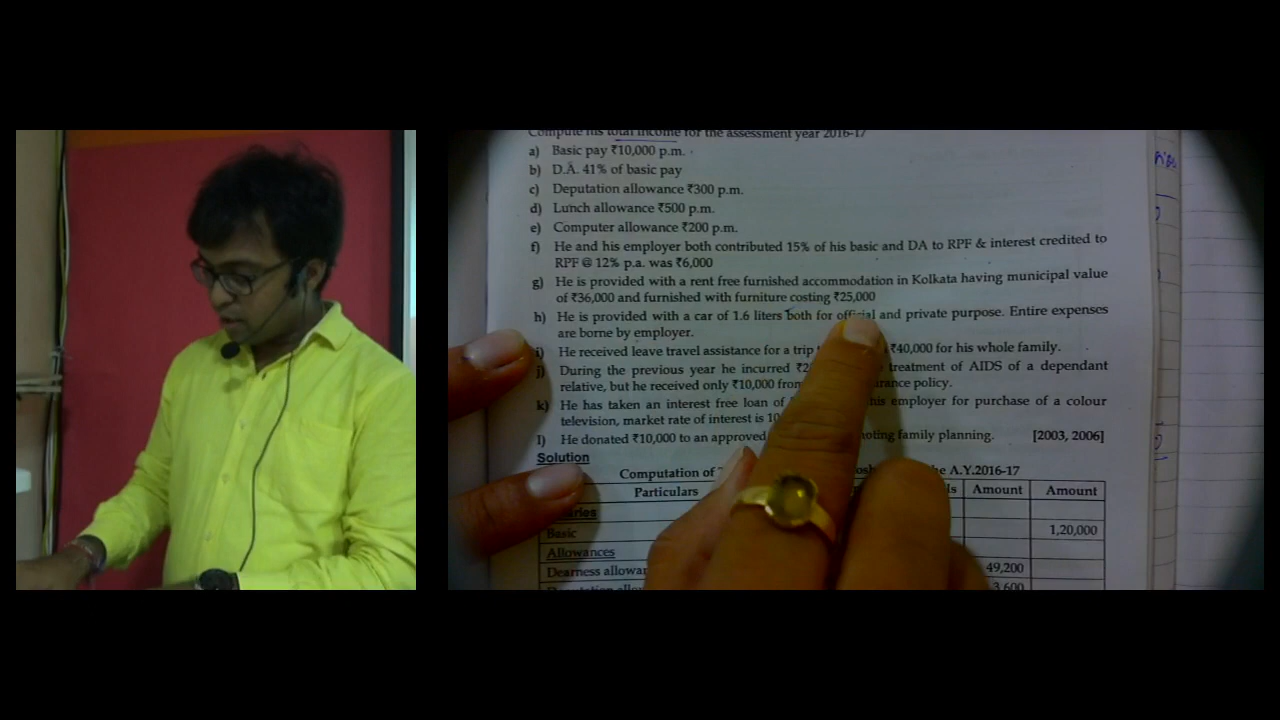 Compute his total income for the assessment year 2016-17
a) Basic pay ₹10,000 p.m.
b) D.A. 41% of basic pay
c) Deputation allowance ₹300 p.m.
d) Lunch allowance ₹500 p.m.
e) Computer allowance ₹200 p.m.
f) He and his employer both contributed 15% of his basic and DA to RPF & interest credited to
RPF @ 12% p.a. was ₹6,000
g) He is provided with a rent free furnished accommodation in Kolkata having municipal value
of ₹36,000 and furnished with furniture costing ₹25,000
h) He is provided with a car of 1.6 liters both for official and private purpose. Entire expenses
are borne by employer.
i) He received leave travel assistance for a trip ₹40,000 for his whole family.
j) During the previous year he incurred treatment of AIDS of a dependant
relative, but he received only ₹10,000 policy.
k) He has taken an interest free loan of his employer for purchase of a colour
television, market rate of interest is
l) He donated ₹10,000 to an approved family planning. [2003, 2006]
Solution
Computation of A.Y.2016-17
Particulars Amount Amount
Basic 1,20,000
Allowances
Dearness 49,200
3,600